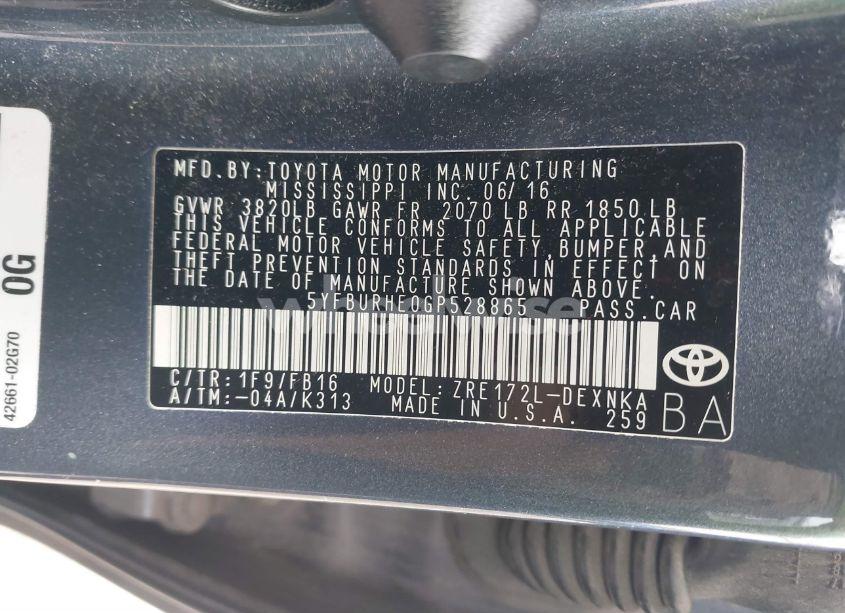 MFD.BY:TOYOTA MOTOR MANUFACTURING
MISSISSIPPI INC. 06/16
GVWR 3820LB GAWR FR 2070 LB RR 1850 LB
THIS VEHICLE CONFORMS TO ALL APPLICABLE
FEDERAL MOTOR VEHICLE SAFETY, BUMPER, AND
THEFT PREVENTION STANDARDS IN EFFECT ON
THE DATE OF MANUFACTURE SHOWN ABOVE.
5YFBURHE0GP528865 PASS.CAR
C/TR: 1F9/FB16 MODEL: ZRE172L-DEXNKA
A/TM:-04A/K313 MADE IN U.S.A. 259
BA
42661-02G70
0G